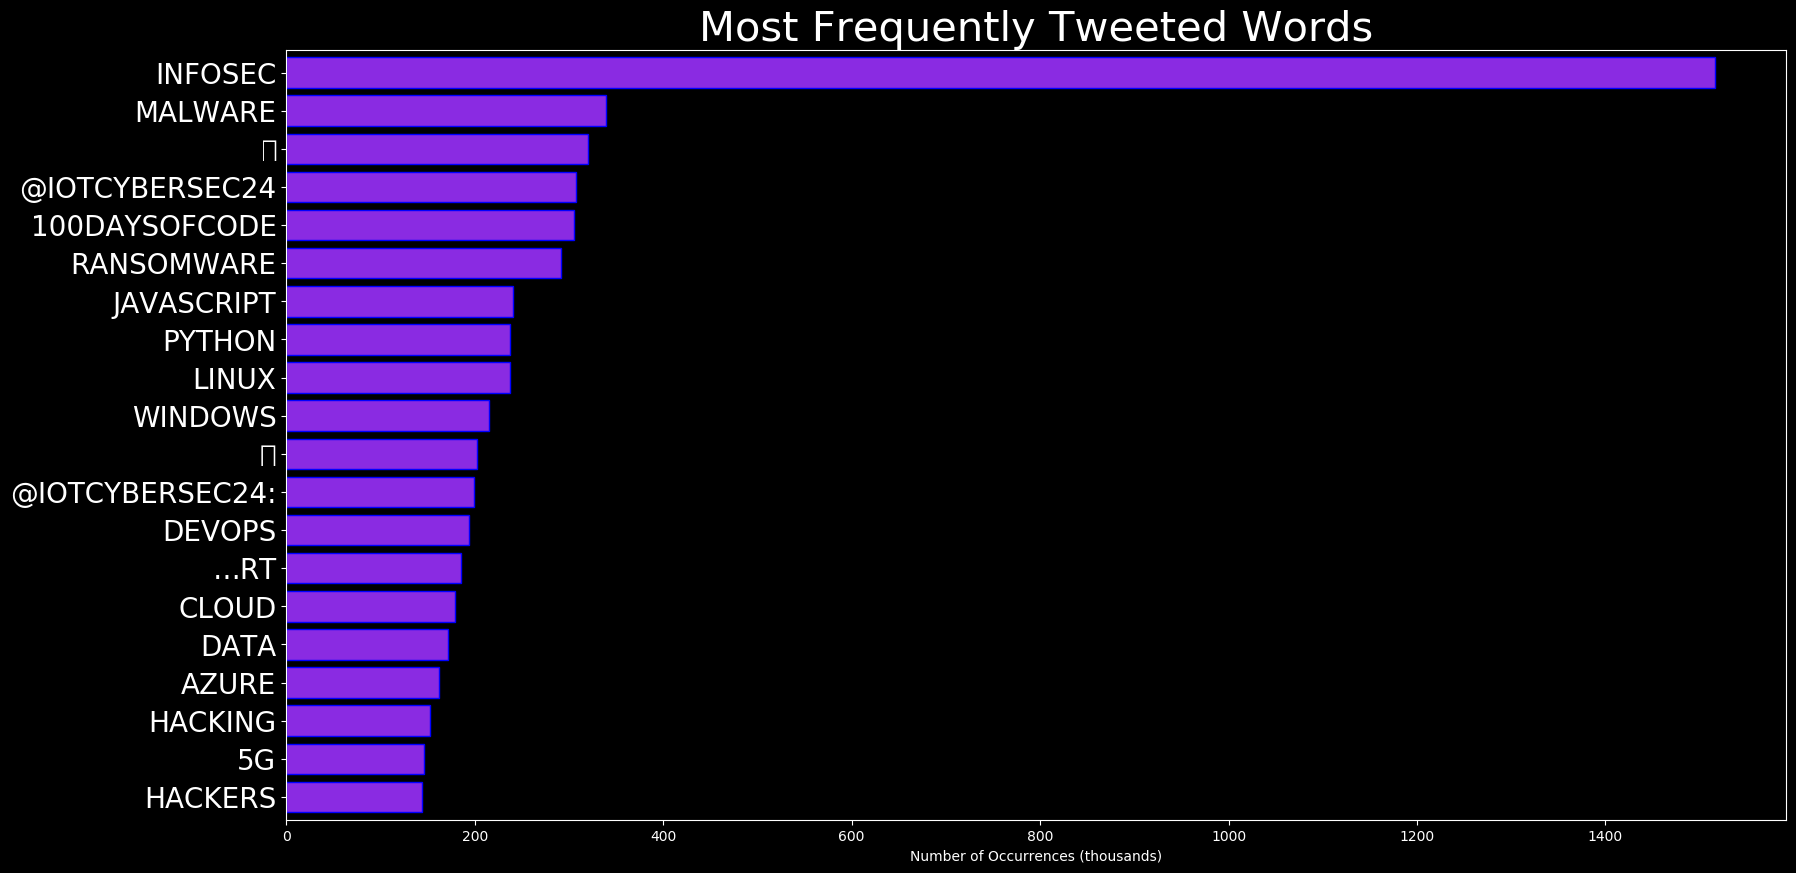 Most Frequently Tweeted Words
INFOSEC
MALWARE
@IOTCYBERSEC24
100DAYSOFCODE
RANSOMWARE
JAVASCRIPT
PYTHON
LINUX
WINDOWS
@IOTCYBERSEC24:
DEVOPS
…RT
CLOUD
DATA
AZURE
HACKING
5G
HACKERS
0 200 400 600 800 1000 1200 1400
Number of Occurrences (thousands)